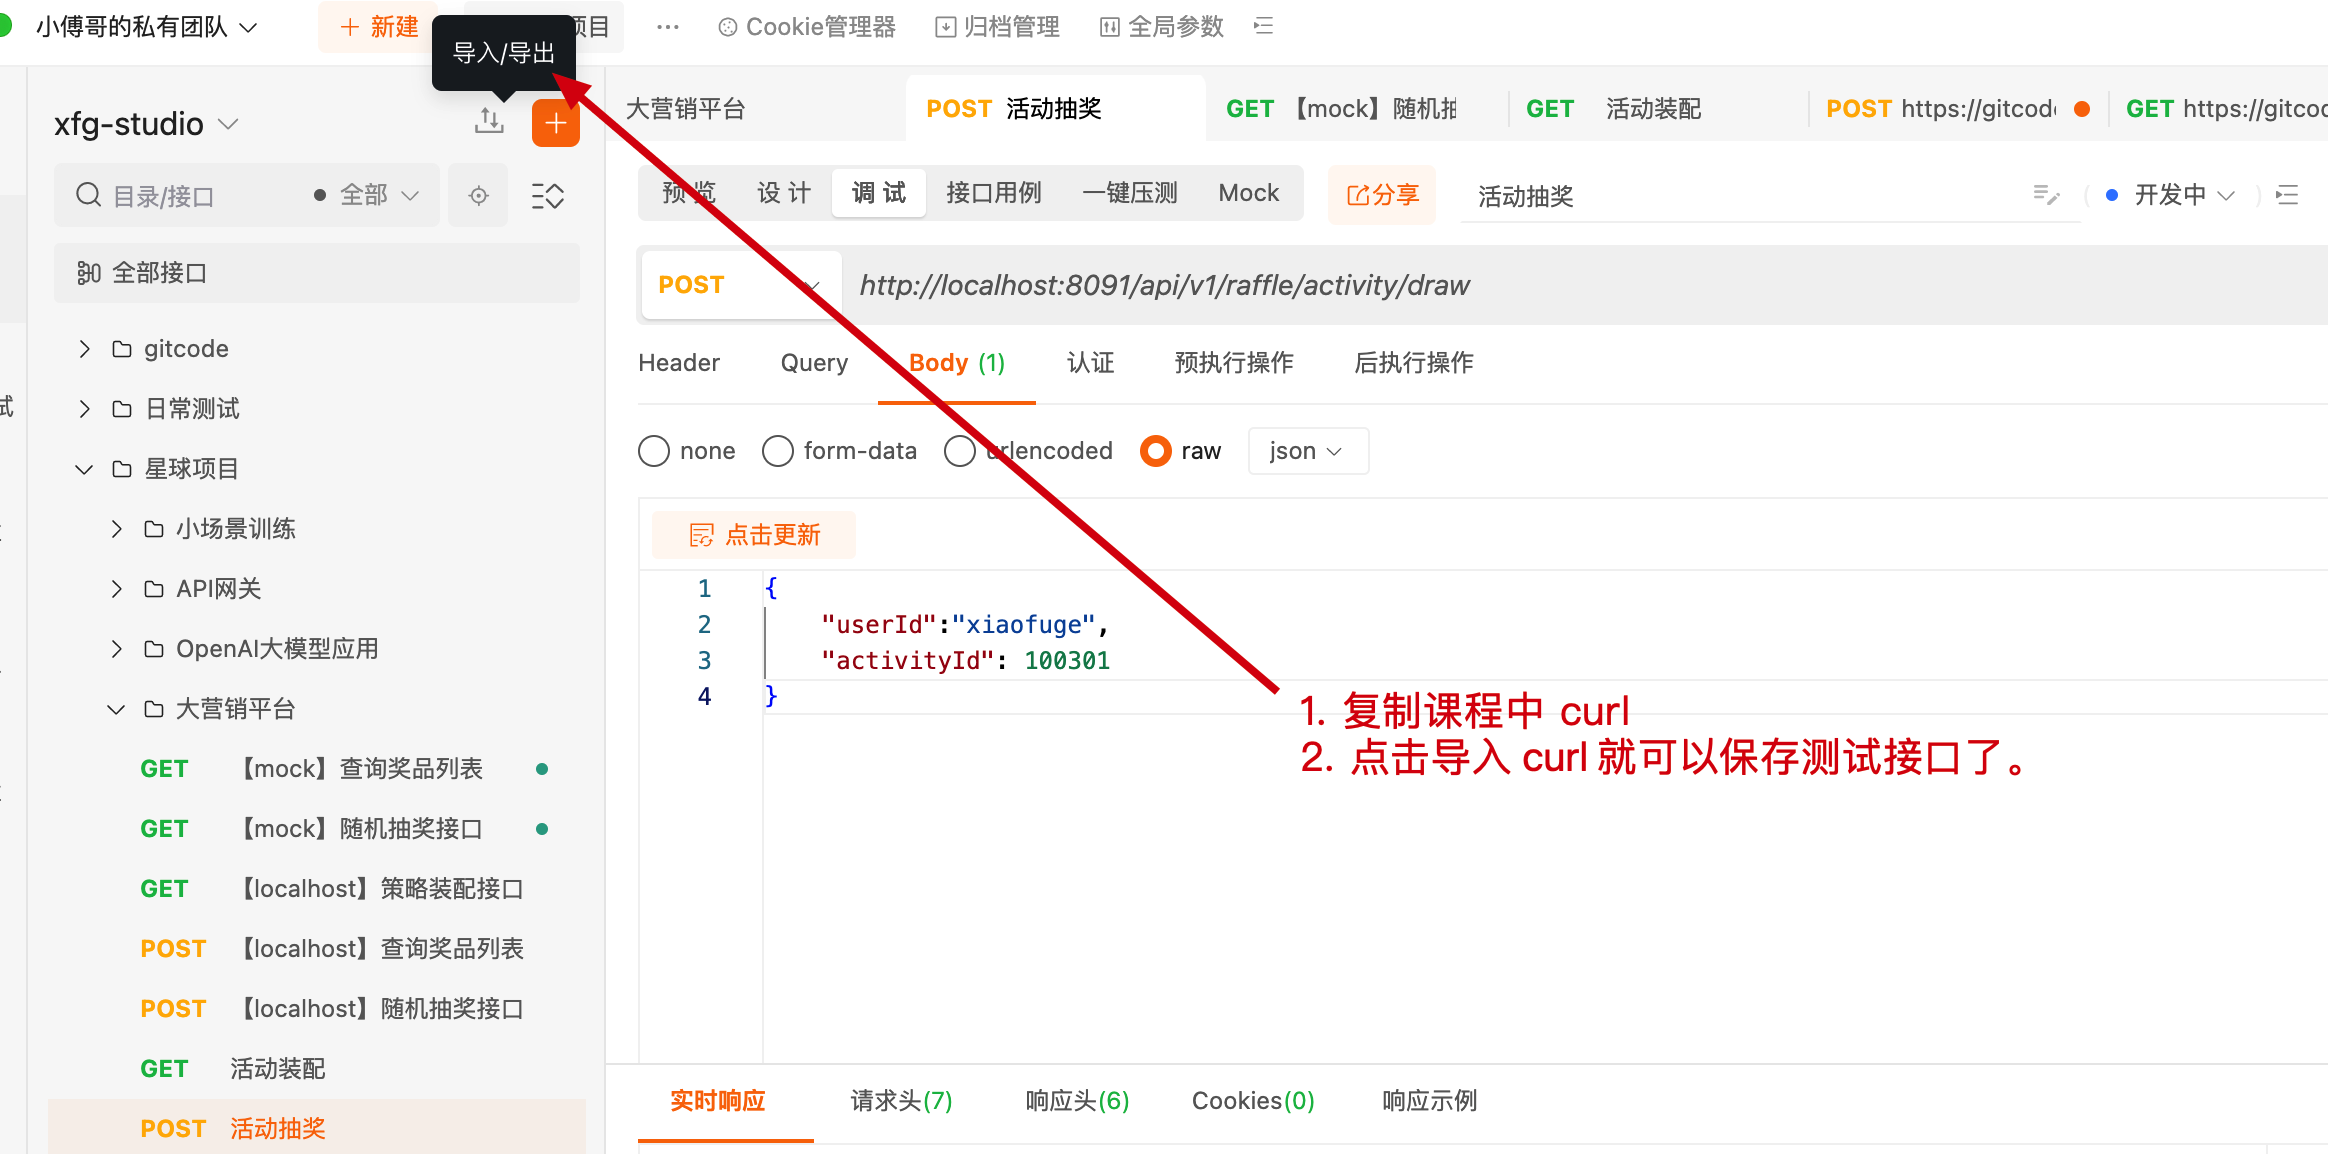 小傅哥的私有团队
新建
项目
Cookie管理器
归档管理
全局参数
导入/导出
xfg-studio
大营销平台
POST 活动抽奖
GET 【mock】随机抽
GET 活动装配
POST https://gitcod
GET https://gitco
目录/接口
全部
预 览
设 计
调 试
接口用例
一键压测
Mock
分享
活动抽奖
开发中
全部接口
POST
http://localhost:8091/api/v1/raffle/activity/draw
gitcode
日常测试
星球项目
小场景训练
API网关
OpenAI大模型应用
大营销平台
GET 【mock】查询奖品列表
GET 【mock】随机抽奖接口
GET 【localhost】策略装配接口
POST 【localhost】查询奖品列表
POST 【localhost】随机抽奖接口
GET 活动装配
POST 活动抽奖
试
Header
Query
Body (1)
认证
预执行操作
后执行操作
none
form-data
urlencoded
raw
json
点击更新
1 {
2 "userId":"xiaofuge",
3 "activityId": 100301
4 }
1. 复制课程中 curl
2. 点击导入 curl 就可以保存测试接口了。
实时响应
请求头(7)
响应头(6)
Cookies(0)
响应示例